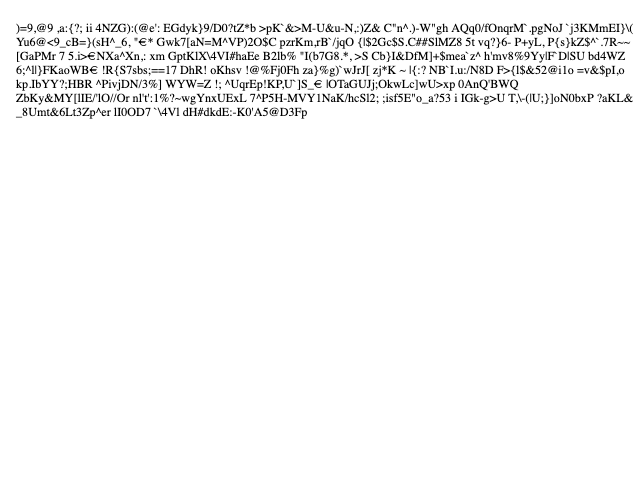 )=9,@9 ,a:{?; ii 4NZG):(@e': EGdyk}9/D0?tZ*b >pK`&>M-U&u-N,:)Z& C"n^.)-W"gh AQq0/fOnqrM`.pgNoJ`j3KMmEI}\(
Yu6@<9_cB=}(sH^_6, "€* Gwk7[aN=M^VP)2O$C pzrKm,rB`/jqO {l$2Gc$S.C##SlMZ8 5t vq?}6- P+yL, P{s}kZ$^`.7R~~
[GaPMr 7 5.i>€NXa^Xn,: xm GptKlX\4VI#haEe B2lb% "I(b7G8.*, >S Cb}I&DfM]+$mea`z^ h'mv8%9Yy|F`D|SU bd4WZ
6;^||}FKaoWB€ !R{S7sbs;==17 DhR! oKhsv !@%Fj0Fh za}%g)`wJrJ[ zj*K ~ |{:? NB`I.u:/N8D F>{l$&52@i1o =v&$pI,o
kp.IbYY?;HBR ^PivjDN/3%] WYW=Z !; ^UqrEp!KP,U`]S_€ |OTaGUJj;OkwLc]wU>xp 0AnQ'BWQ
ZbKy&MY[lIE/'lO//Or nl't':1%?~wgYnxUExL 7^P5H-MVY1NaK/hcSl2; ;isf5E"o_a?53 i IGk-g>U T,\-(|U;}]oN0bxP ?aKL&
_8Umt&6Lt3Zp^er lI0OD7 `\4Vl dH#dkdE:-K0'A5@D3Fp